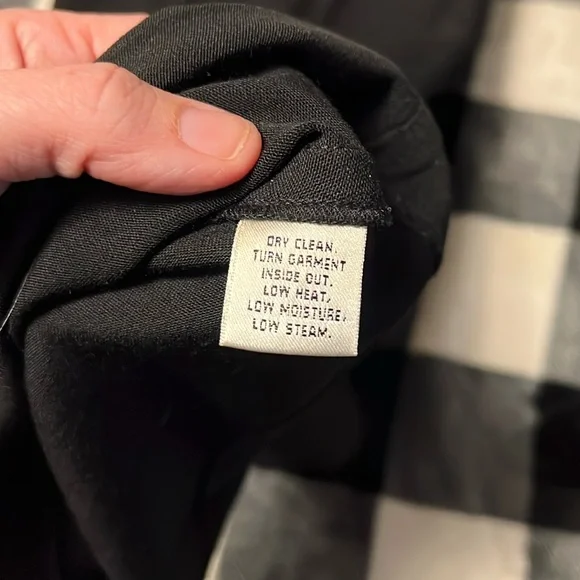 DRY CLEAN.
TURN GARMENT
INSIDE OUT.
LOW HEAT,
LOW MOISTURE,
LOW STEAM.